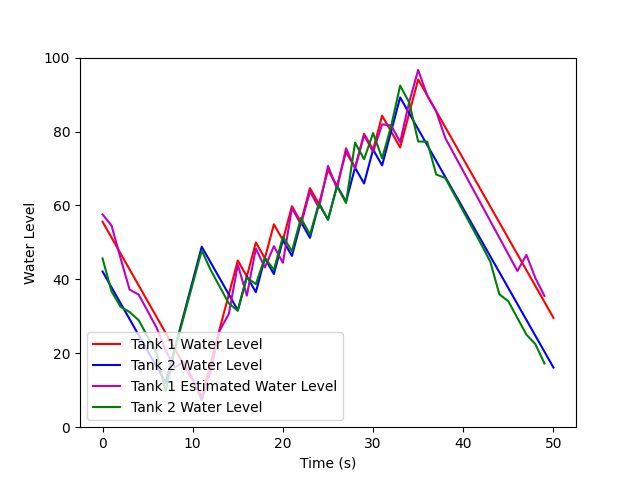 100
80
60
40
20
0
Water Level
Tank 1 Water Level
Tank 2 Water Level
Tank 1 Estimated Water Level
Tank 2 Water Level
0 10 20 30 40 50
Time (s)